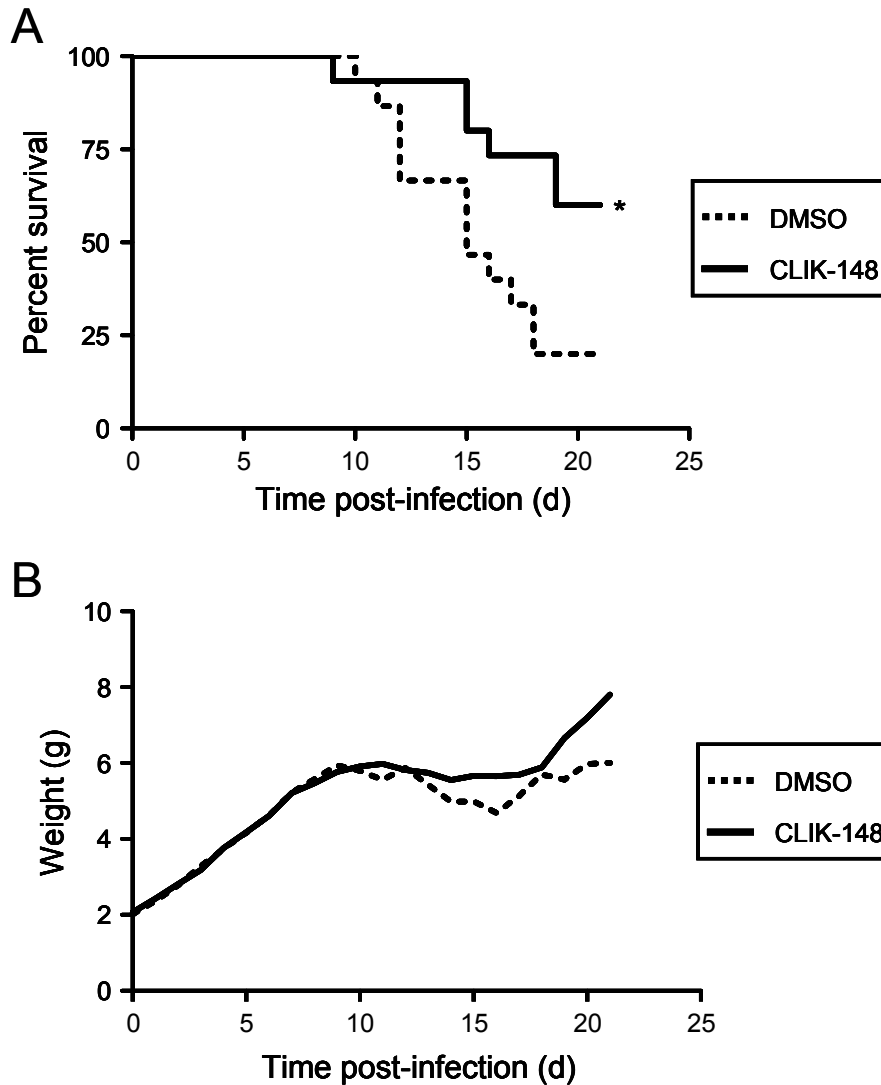 A
100
75
50
25
0
Percent survival
*
DMSO
CLIK-148
0 5 10 15 20 25
Time post-infection (d)
B
10
8
6
4
2
0
Weight (g)
DMSO
CLIK-148
0 5 10 15 20 25
Time post-infection (d)